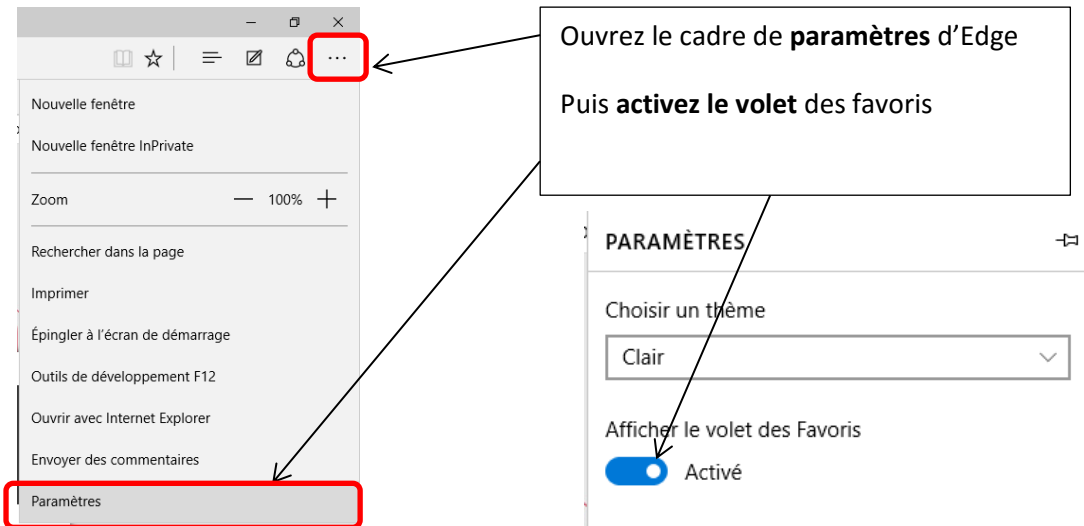 Ouvrez le cadre de paramètres d'Edge
Puis activez le volet des favoris
Nouvelle fenêtre
Nouvelle fenêtre InPrivate
Zoom — 100% +
Rechercher dans la page
Imprimer
Épingler à l'écran de démarrage
Outils de développement F12
Ouvrir avec Internet Explorer
Envoyer des commentaires
Paramètres
PARAMÈTRES
Choisir un thème
Clair
Afficher le volet des Favoris
Activé